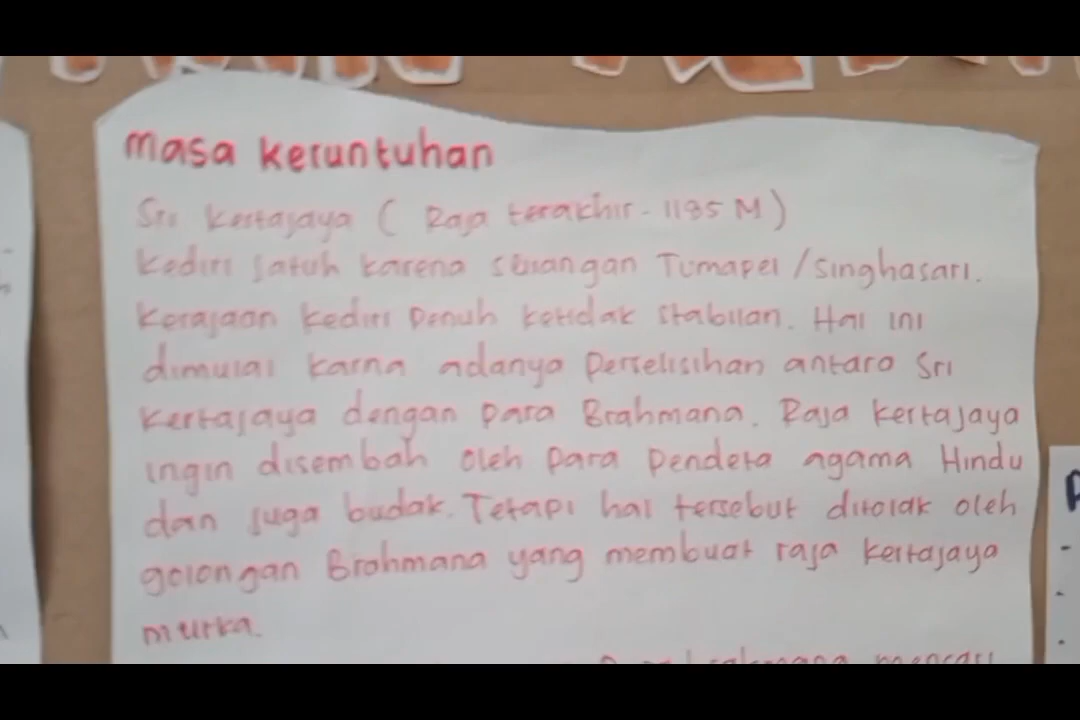 masa keruntuhan
Sri Kertajaya ( Raja terakhir - 1185 M )
Kediri jatuh karena serangan Tumapel / Singhasari.
Kerajaan Kediri penuh ketidak stabilan. Hal ini
dimulai karna adanya perselisihan antara Sri
Kertajaya dengan para Brahmana. Raja Kertajaya
ingin disembah oleh para pendeta agama Hindu
dan juga budak. Tetapi hal tersebut ditolak oleh
golongan Brahmana yang membuat raja Kertajaya
murka.
mencari